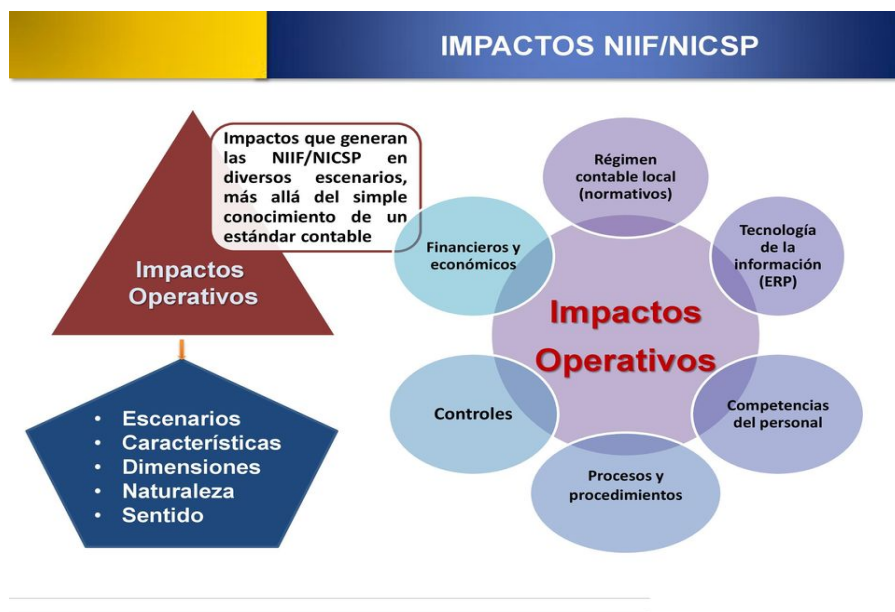 IMPACTOS NIIF/NICSP
Impactos que generan
las NIIF/NICSP en
diversos escenarios,
más allá del simple
conocimiento de un
estándar contable
Impactos
Operativos
• Escenarios
• Características
• Dimensiones
• Naturaleza
• Sentido
Régimen
contable local
(normativos)
Tecnología
de la
información
(ERP)
Competencias
del personal
Procesos y
procedimientos
Controles
Financieros y
económicos
Impactos
Operativos